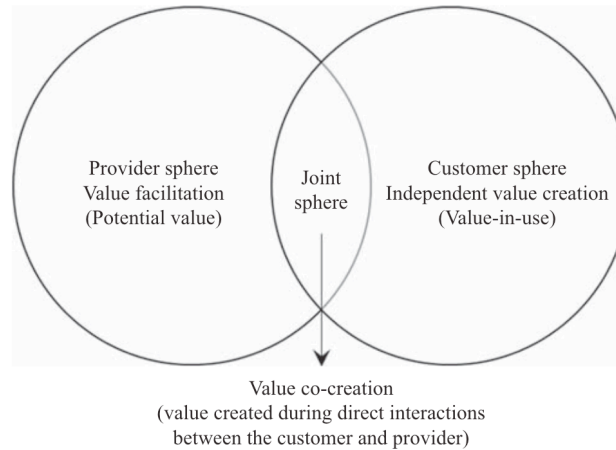 Provider sphere
Value facilitation
(Potential value)
Joint
sphere
Customer sphere
Independent value creation
(Value-in-use)
Value co-creation
(value created during direct interactions
between the customer and provider)